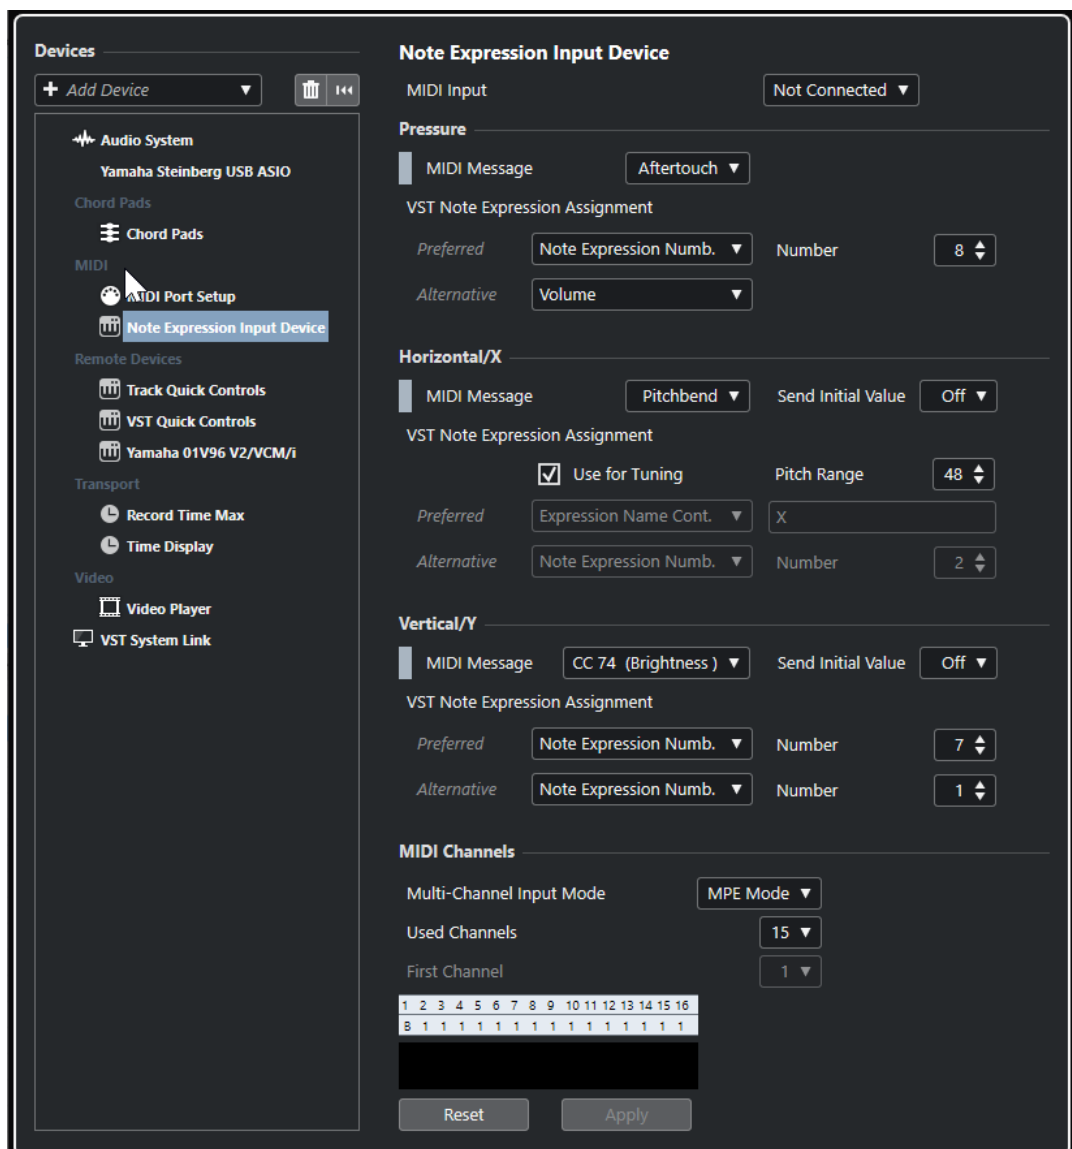 Devices
Add Device
Audio System
Yamaha Steinberg USB ASIO
Chord Pads
Chord Pads
MIDI
MIDI Port Setup
Note Expression Input Device
Remote Devices
Track Quick Controls
VST Quick Controls
Yamaha 01V96 V2/VCM/i
Transport
Record Time Max
Time Display
Video
Video Player
VST System Link
Note Expression Input Device
MIDI Input Not Connected
Pressure
MIDI Message Aftertouch
VST Note Expression Assignment
Preferred Note Expression Numb. Number 8
Alternative Volume
Horizontal/X
MIDI Message Pitchbend Send Initial Value Off
VST Note Expression Assignment
Use for Tuning Pitch Range 48
Preferred Expression Name Cont. X
Alternative Note Expression Numb. Number 2
Vertical/Y
MIDI Message CC 74 (Brightness ) Send Initial Value Off
VST Note Expression Assignment
Preferred Note Expression Numb. Number 7
Alternative Note Expression Numb. Number 1
MIDI Channels
Multi-Channel Input Mode MPE Mode
Used Channels 15
First Channel 1
1 2 3 4 5 6 7 8 9 10 11 12 13 14 15 16
B 1 1 1 1 1 1 1 1 1 1 1 1 1 1 1
Reset Apply